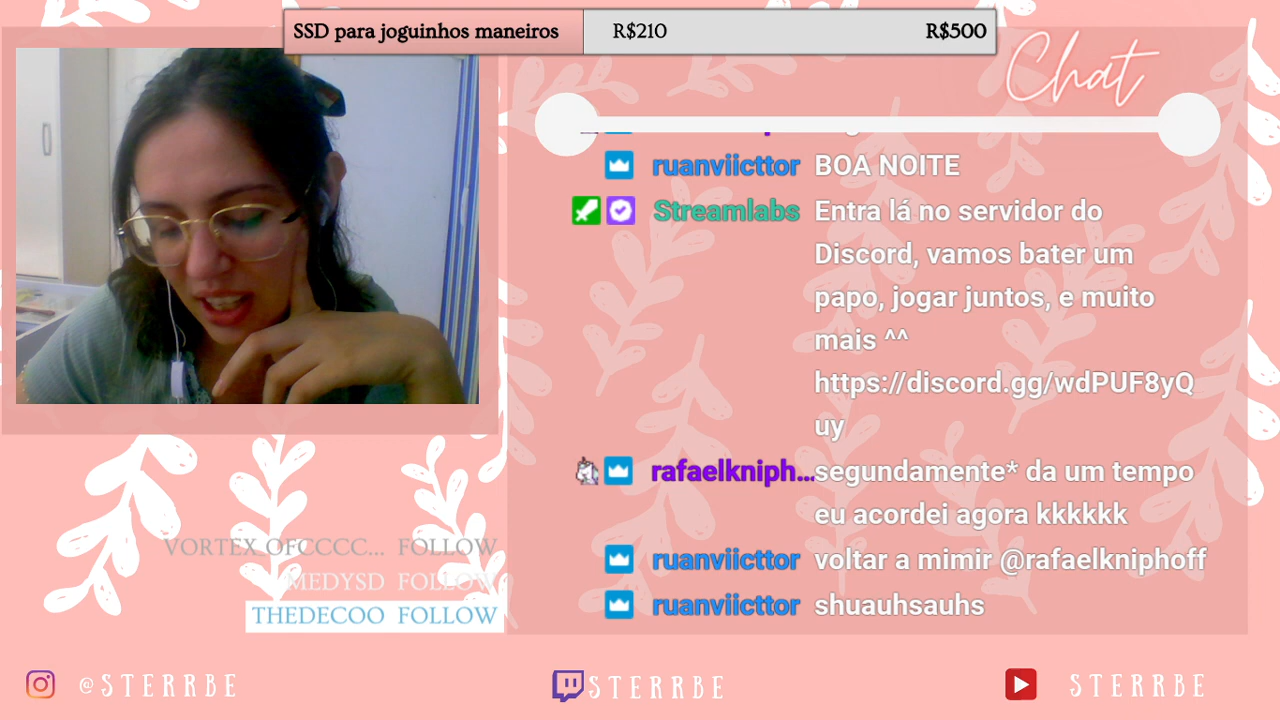 SSD para joguinhos maneiros R$210 R$500
Chat
ruanviicttor BOA NOITE
Streamlabs Entra lá no servidor do
Discord, vamos bater um
papo, jogar juntos, e muito
mais ^^
https://discord.gg/wdPUF8yQ
uy
rafaelkniph... segundamente* da um tempo
eu acordei agora kkkkkk
ruanviicttor voltar a mimir @rafaelkniphoff
ruanviicttor shuauhsauhs
VORTEX OFCCCC... FOLLOW
MEDYSD FOLLOW
THEDECOO FOLLOW
@STERRBE STERRBE STERRBE